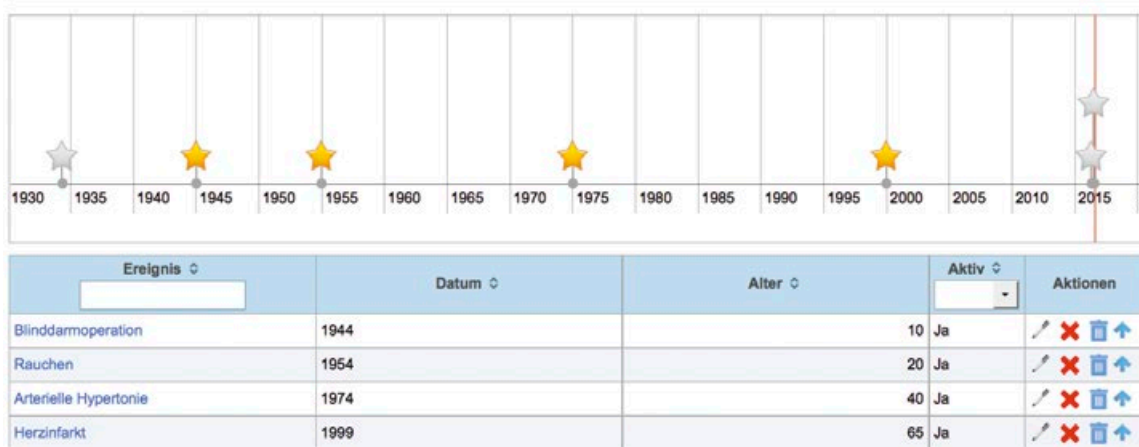 1930 1935 1940 1945 1950 1955 1960 1965 1970 1975 1980 1985 1990 1995 2000 2005 2010 2015
Ereignis Datum Alter Aktiv Aktionen
Blinddarmoperation 1944 10 Ja
Rauchen 1954 20 Ja
Arterielle Hypertonie 1974 40 Ja
Herzinfarkt 1999 65 Ja